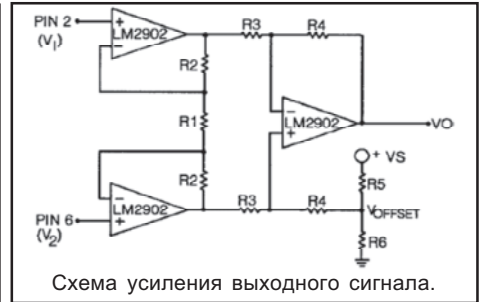 PIN 2
(V1)
+
−
LM2902
R3
R4
R2
R1
−
+
LM2902
VO
+ VS
R2
R5
−
+
LM2902
R3
R4
VOFFSET
PIN 6
(V2)
R6
Схема усиления выходного сигнала.